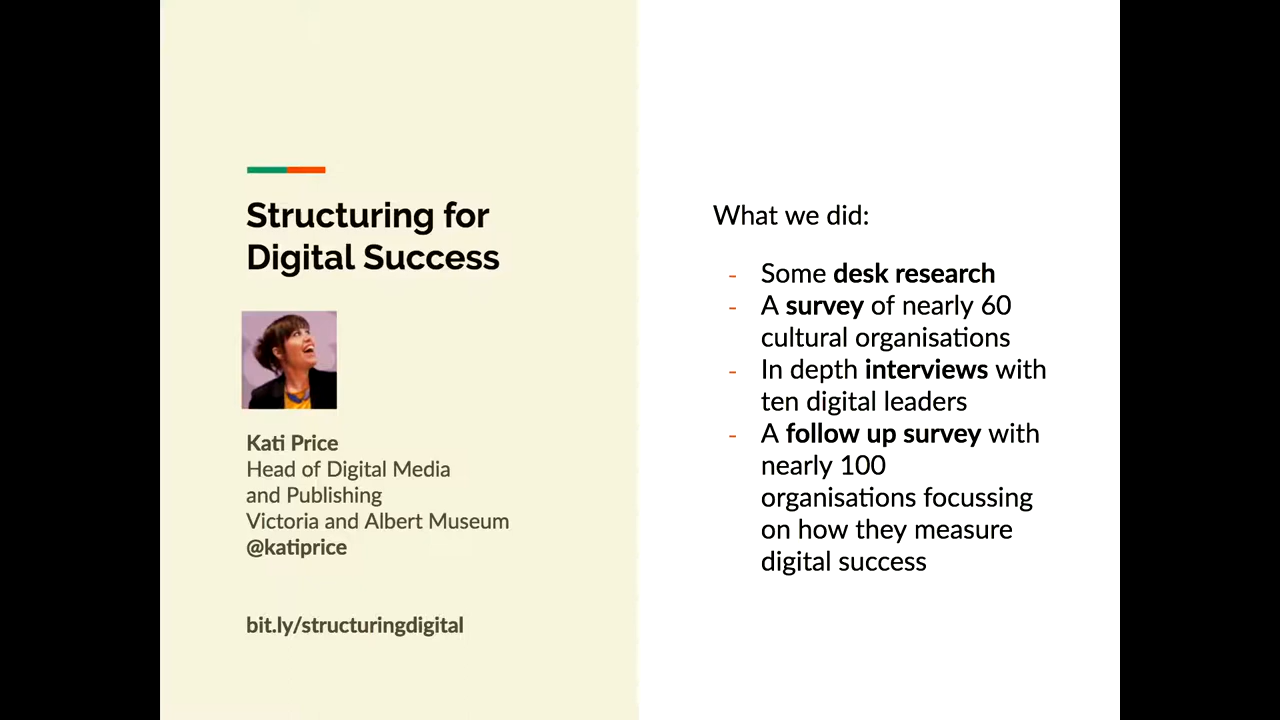 Structuring for
Digital Success
Kati Price
Head of Digital Media
and Publishing
Victoria and Albert Museum
@katiprice
bit.ly/structuringdigital
What we did:
- Some desk research
- A survey of nearly 60
cultural organisations
- In depth interviews with
ten digital leaders
- A follow up survey with
nearly 100
organisations focussing
on how they measure
digital success